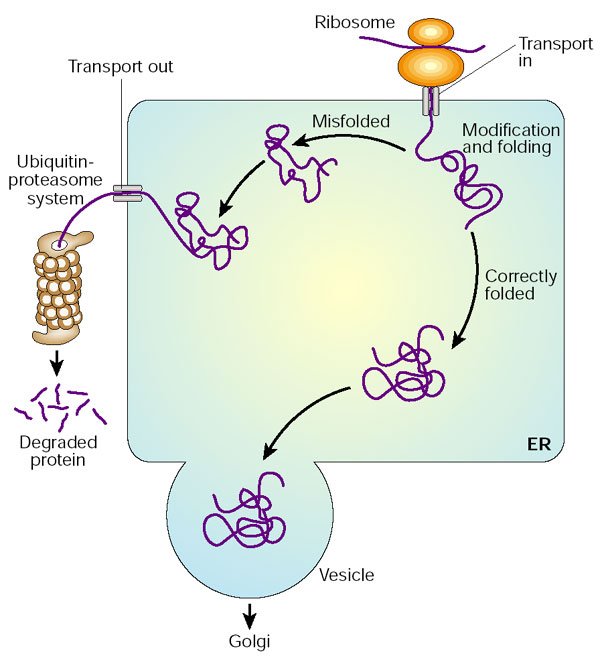 Ribosome
Transport
in
Transport out
Misfolded
Modification
and folding
Ubiquitin-
proteasome
system
Correctly
folded
Degraded
protein
ER
Vesicle
Golgi